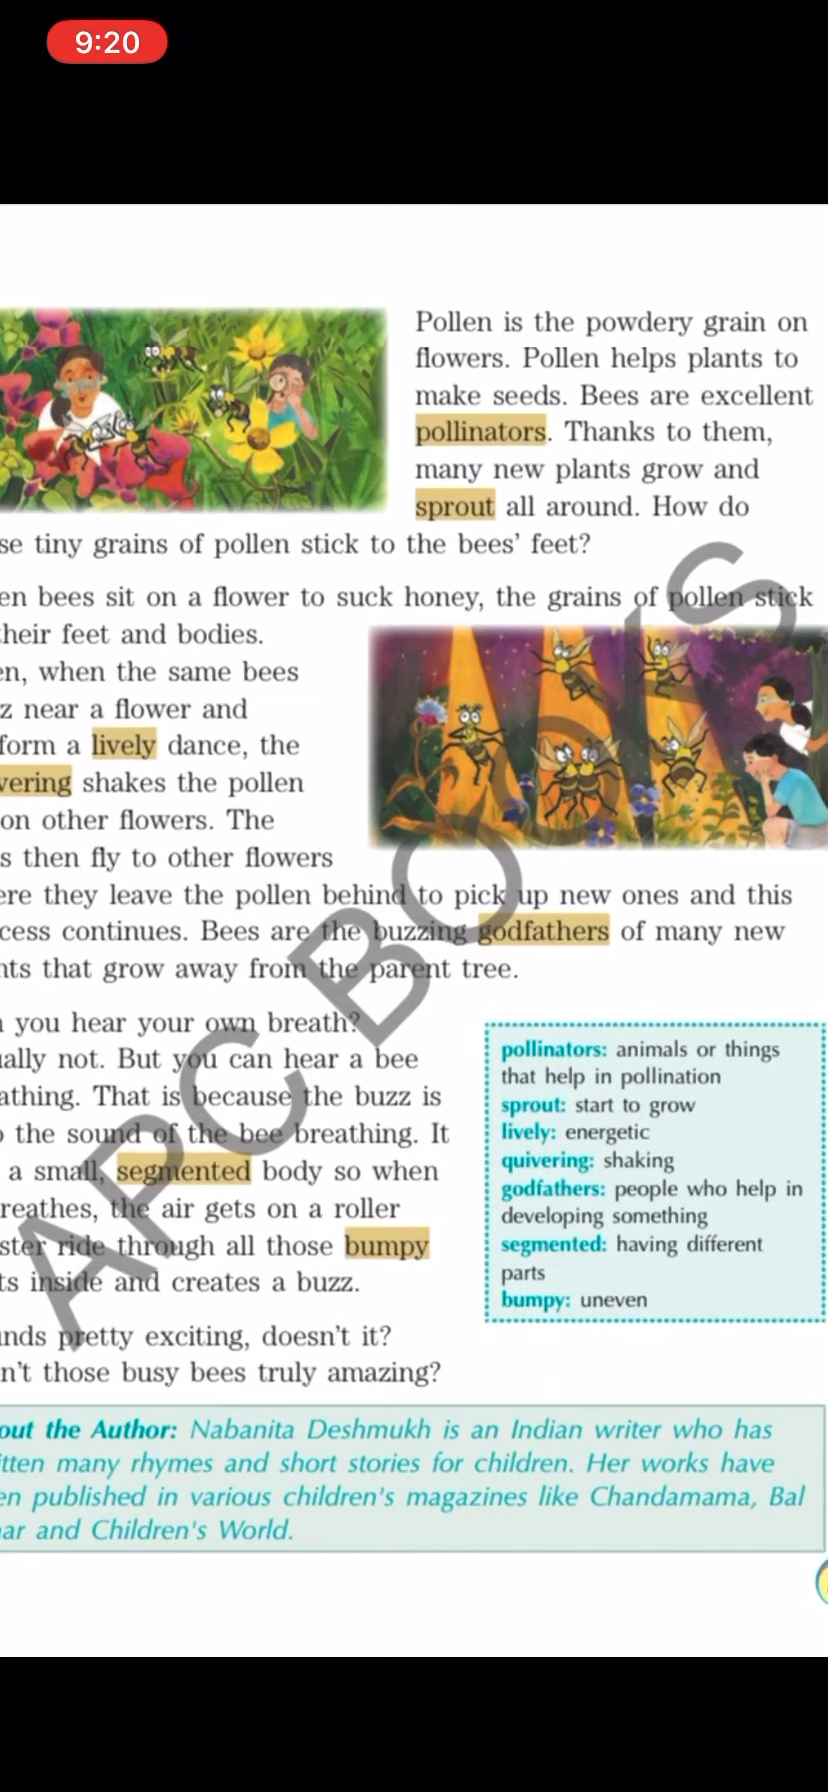 9:20
Pollen is the powdery grain on
flowers. Pollen helps plants to
make seeds. Bees are excellent
pollinators. Thanks to them,
many new plants grow and
sprout all around. How do
se tiny grains of pollen stick to the bees' feet?
en bees sit on a flower to suck honey, the grains of pollen stick
heir feet and bodies.
en, when the same bees
z near a flower and
form a lively dance, the
vering shakes the pollen
on other flowers. The
s then fly to other flowers
ere they leave the pollen behind to pick up new ones and this
cess continues. Bees are the buzzing godfathers of many new
nts that grow away from the parent tree.
you hear your own breath?
ally not. But you can hear a bee
athing. That is because the buzz is
the sound of the bee breathing. It
a small, segmented body so when
reathes, the air gets on a roller
ster ride through all those bumpy
ts inside and creates a buzz.
unds pretty exciting, doesn't it?
n't those busy bees truly amazing?
pollinators: animals or things
that help in pollination
sprout: start to grow
lively: energetic
quivering: shaking
godfathers: people who help in
developing something
segmented: having different
parts
bumpy: uneven
out the Author: Nabanita Deshmukh is an Indian writer who has
itten many rhymes and short stories for children. Her works have
en published in various children's magazines like Chandamama, Bal
ar and Children's World.
APC BOOKS